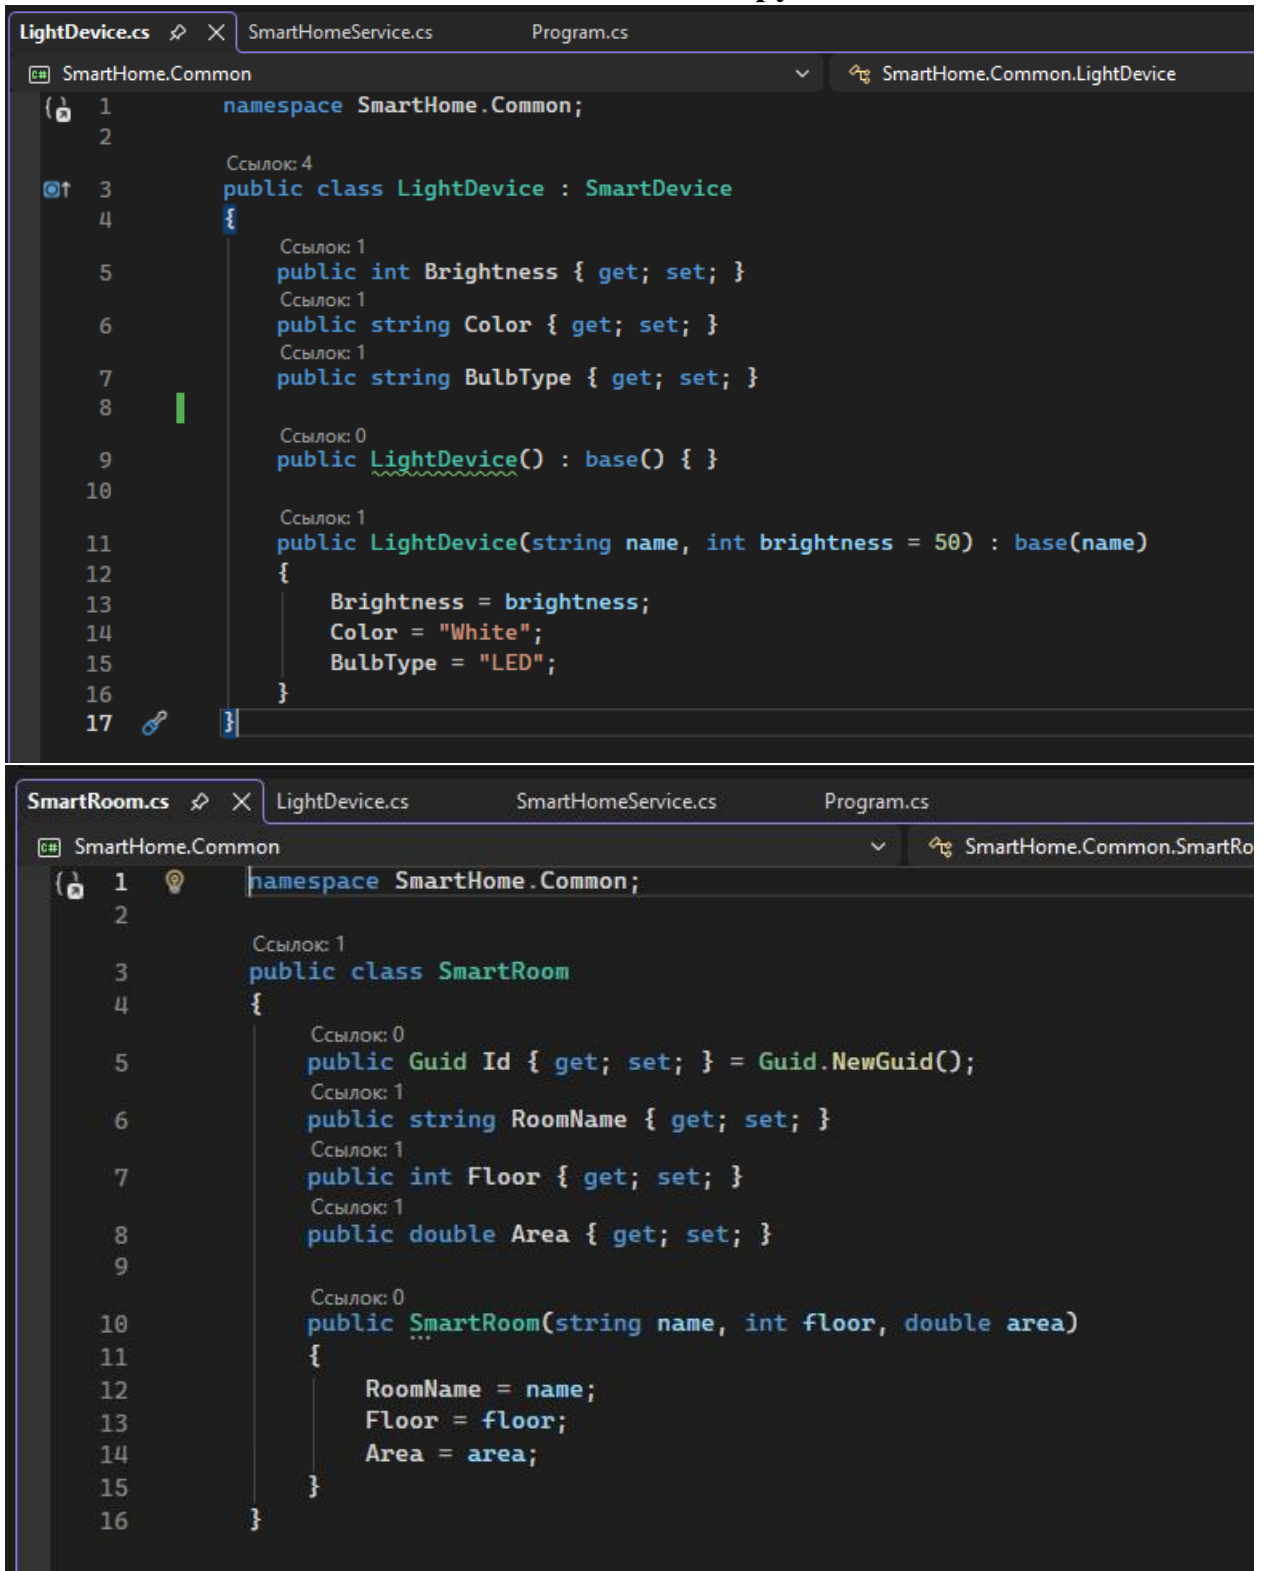 LightDevice.cs SmartHomeService.cs Program.cs
C# SmartHome.Common SmartHome.Common.LightDevice
1 namespace SmartHome.Common;
2
Ссылок: 4
3 public class LightDevice : SmartDevice
4 {
Ссылок: 1
5 public int Brightness { get; set; }
Ссылок: 1
6 public string Color { get; set; }
Ссылок: 1
7 public string BulbType { get; set; }
8
Ссылок: 0
9 public LightDevice() : base() { }
10
Ссылок: 1
11 public LightDevice(string name, int brightness = 50) : base(name)
12 {
13 Brightness = brightness;
14 Color = "White";
15 BulbType = "LED";
16 }
17 }
SmartRoom.cs LightDevice.cs SmartHomeService.cs Program.cs
C# SmartHome.Common SmartHome.Common.SmartRo
1 namespace SmartHome.Common;
2
Ссылок: 1
3 public class SmartRoom
4 {
Ссылок: 0
5 public Guid Id { get; set; } = Guid.NewGuid();
Ссылок: 1
6 public string RoomName { get; set; }
Ссылок: 1
7 public int Floor { get; set; }
Ссылок: 1
8 public double Area { get; set; }
9
Ссылок: 0
10 public SmartRoom(string name, int floor, double area)
11 {
12 RoomName = name;
13 Floor = floor;
14 Area = area;
15 }
16 }